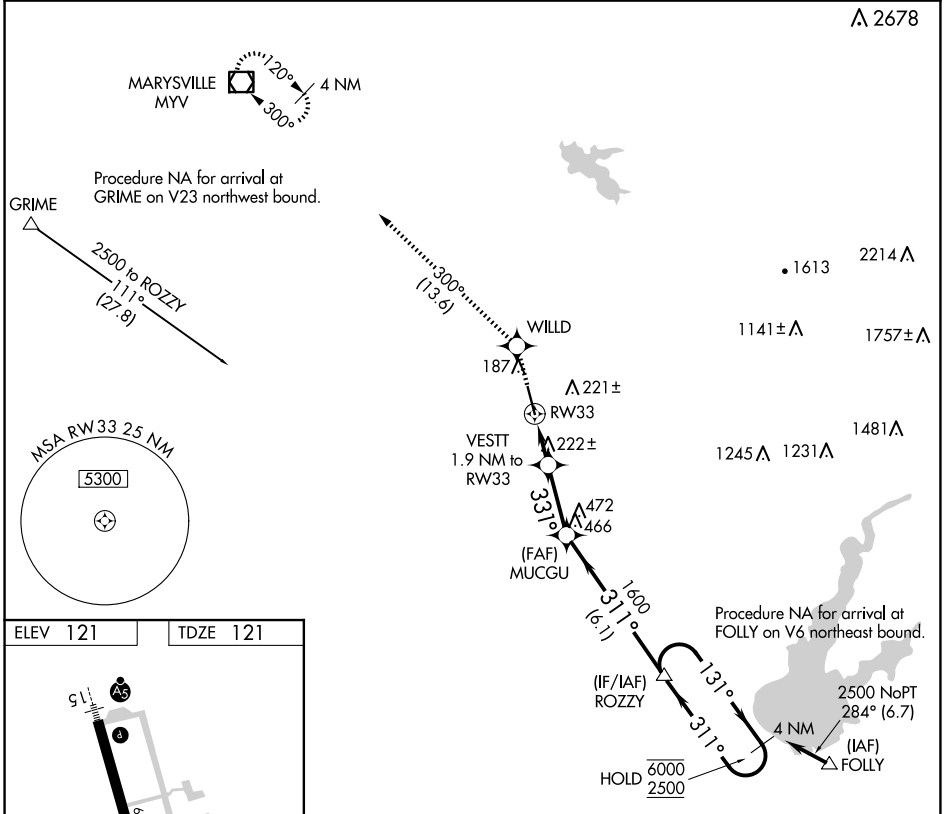 2678
MARYSVILLE
MYV
120°
4 NM
300°
Procedure NA for arrival at
GRIME on V23 northwest bound.
GRIME
2500 to ROZZY
111°
(27.8)
300°
(13.6)
1613
2214
1141±
1757±
WILLD
187
221±
RW33
MSA RW33 25 NM
5300
VESTT
1.9 NM to
RW33
222±
1245
1231
1481
331°
472
466
(FAF)
MUCGU
1600
311°
(6.1)
Procedure NA for arrival at
FOLLY on V6 northeast bound.
ELEV 121
TDZE 121
(IF/IAF)
ROZZY
131°
311°
2500 NoPT
284° (6.7)
4 NM
(IAF)
FOLLY
HOLD 6000
2500
15
A5
P